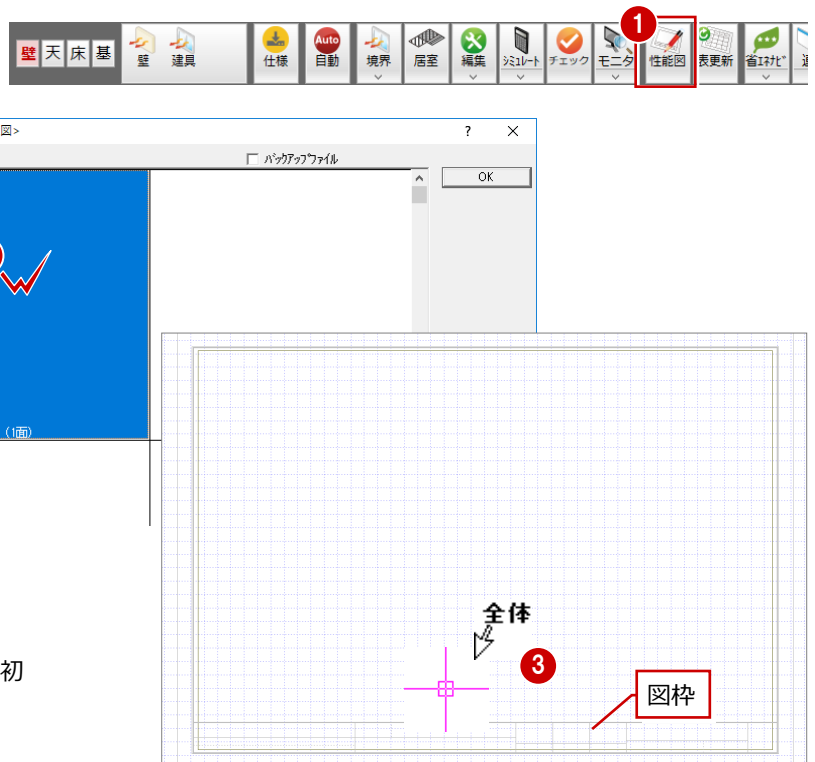 1
壁 天 床 基 壁 建具 仕様 Auto 自動 境界 居室 編集 ｼﾐｭﾚｰﾄ チェック モニタ 性能図 表更新 省ｴﾈﾅﾋﾞ
図> ? ×
ﾊﾞｯｸｱｯﾌﾟﾌｧｲﾙ
OK
(1面)
全体
3
初
図枠